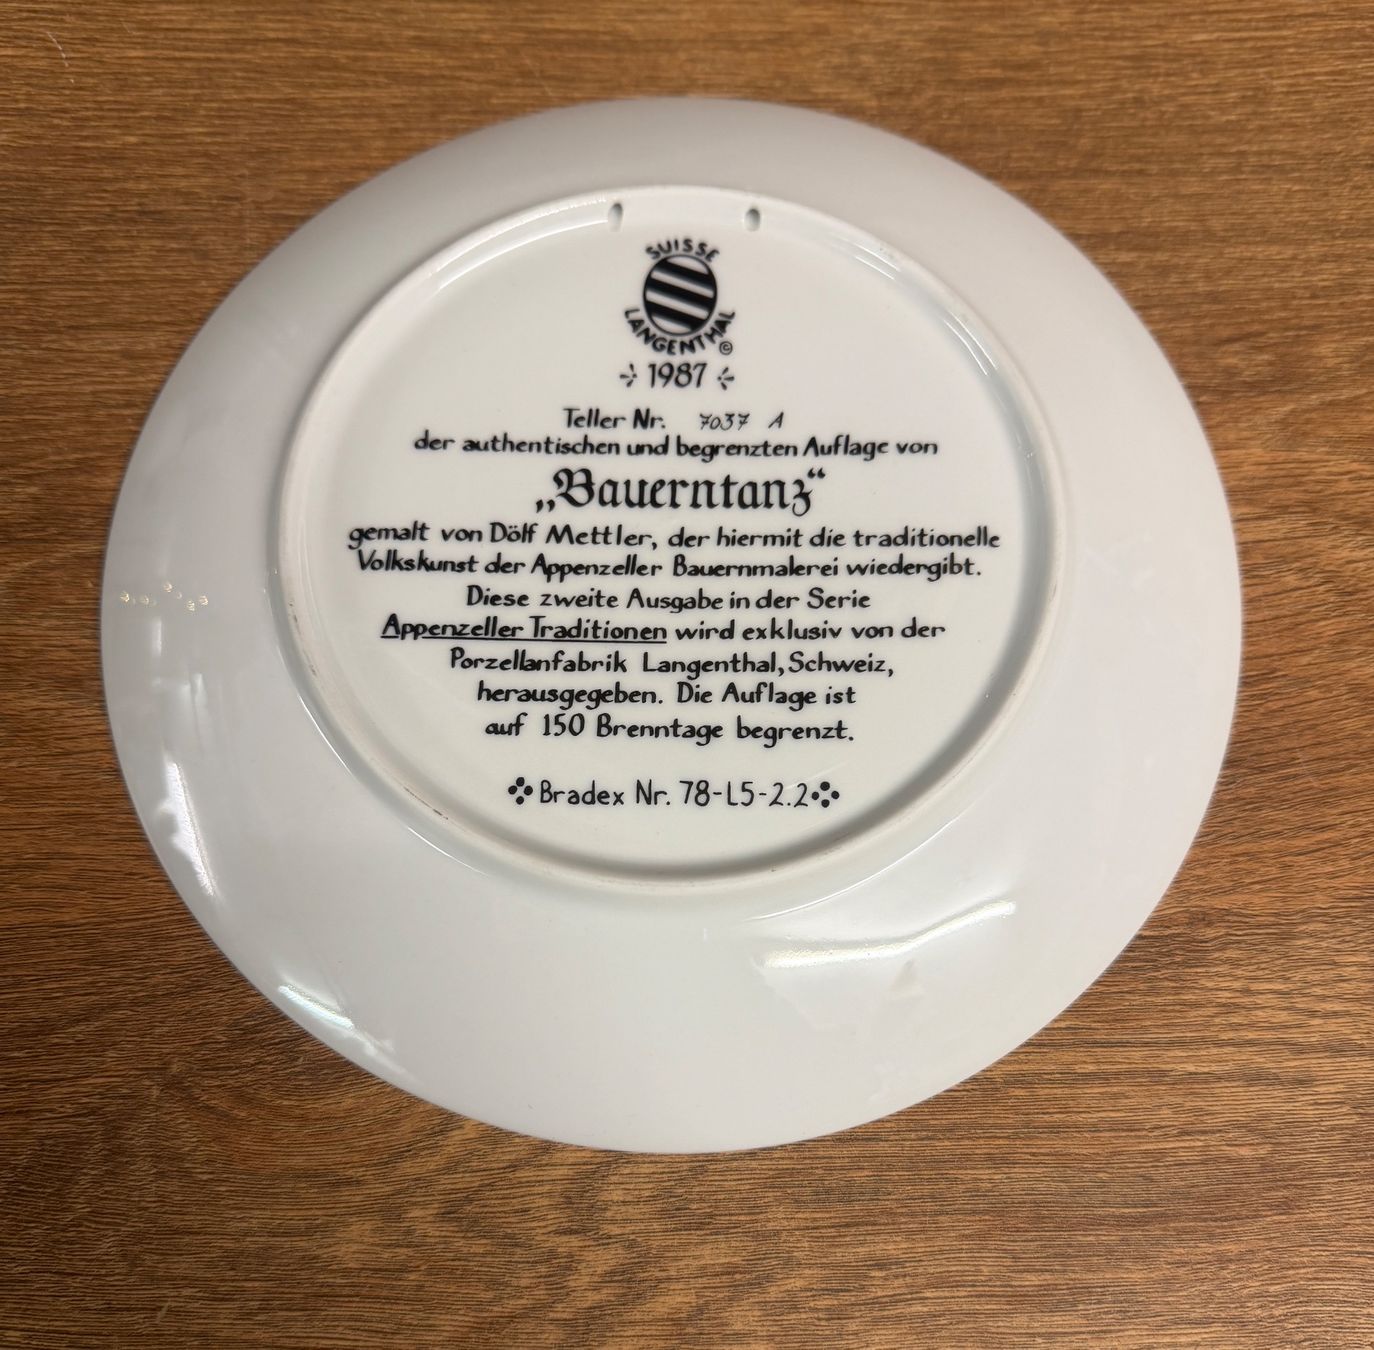 SUISSE
LANGENTHAL ©
1987
Teller Nr. 7037 A
der authentischen und begrenzten Auflage von
„Bauerntanz“
gemalt von Dölf Mettler, der hiermit die traditionelle
Volkskunst der Appenzeller Bauernmalerei wiedergibt.
Diese zweite Ausgabe in der Serie
Appenzeller Traditionen wird exklusiv von der
Porzellanfabrik Langenthal, Schweiz,
herausgegeben. Die Auflage ist
auf 150 Brenntage begrenzt.
Bradex Nr. 78-L5-2.2